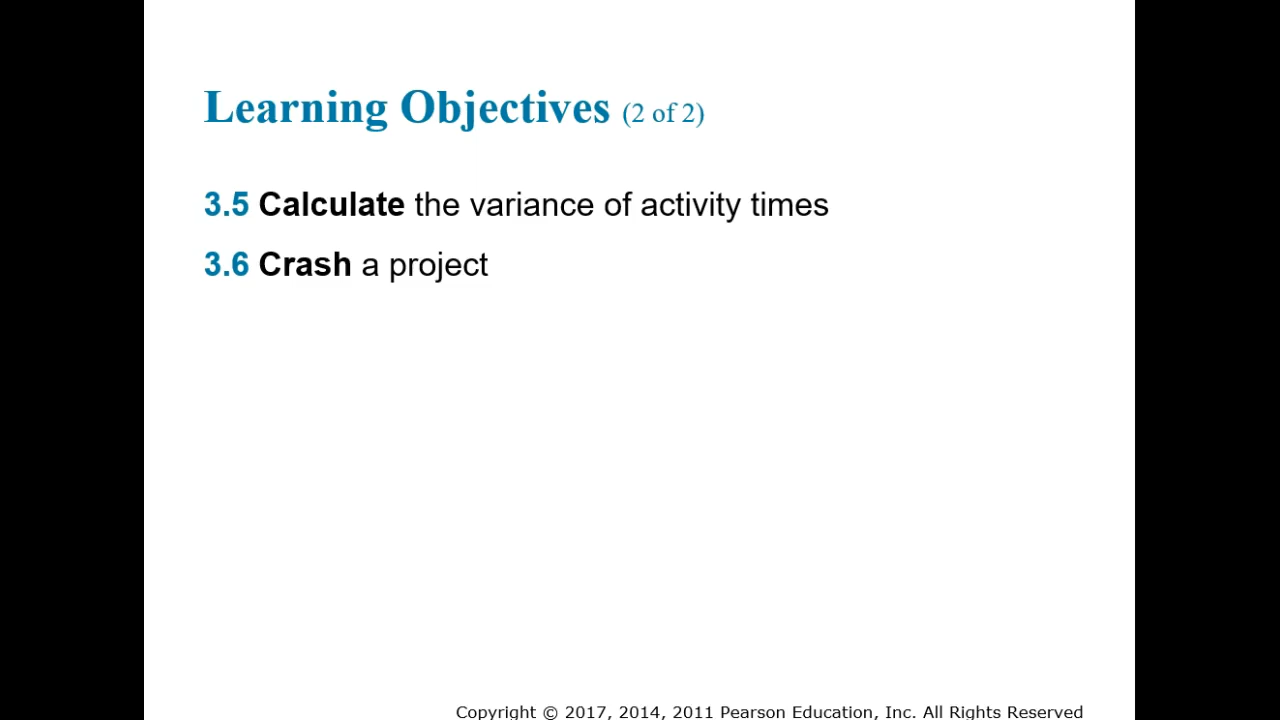 Learning Objectives (2 of 2)
3.5 Calculate the variance of activity times
3.6 Crash a project
Copyright © 2017, 2014, 2011 Pearson Education, Inc. All Rights Reserved